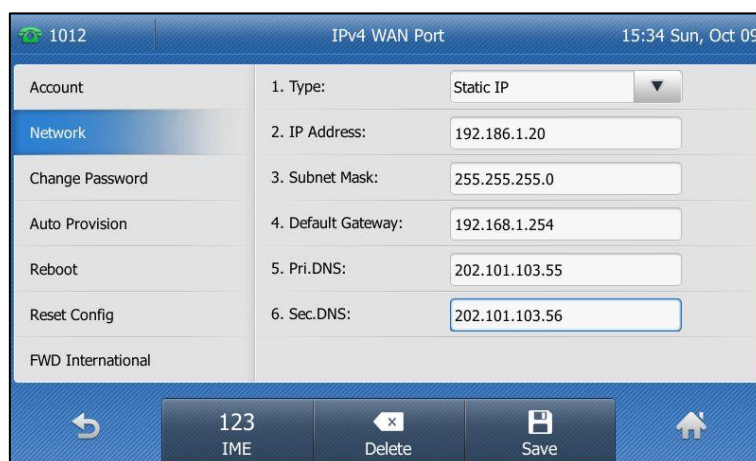 1012 IPv4 WAN Port 15:34 Sun, Oct 09
Account 1. Type: Static IP
Network 2. IP Address: 192.186.1.20
Change Password 3. Subnet Mask: 255.255.255.0
Auto Provision 4. Default Gateway: 192.168.1.254
Reboot 5. Pri.DNS: 202.101.103.55
Reset Config 6. Sec.DNS: 202.101.103.56
FWD International
123
IME Delete Save